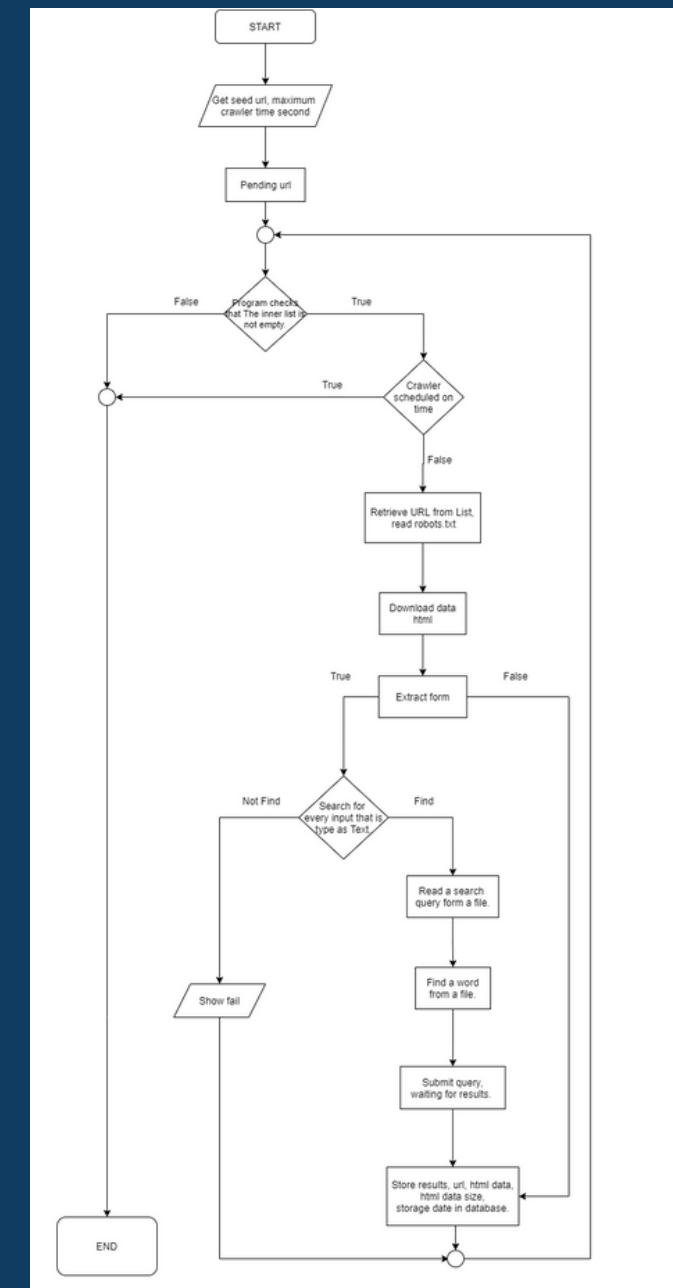 START
Get seed url, maximum
crawler time second
Pending url
False
Program checks
that The inner list is
not empty.
True
True
Crawler
scheduled on
time
False
Retrieve URL from List,
read robots.txt
Download data
html
True
Extract form
False
Not Find
Search for
every input that is
type as Text.
Find
Read a search
query form a file.
Find a word
from a file.
Show fail
Submit query,
waiting for results.
Store results, url, html data,
html data size,
storage date in database.
END